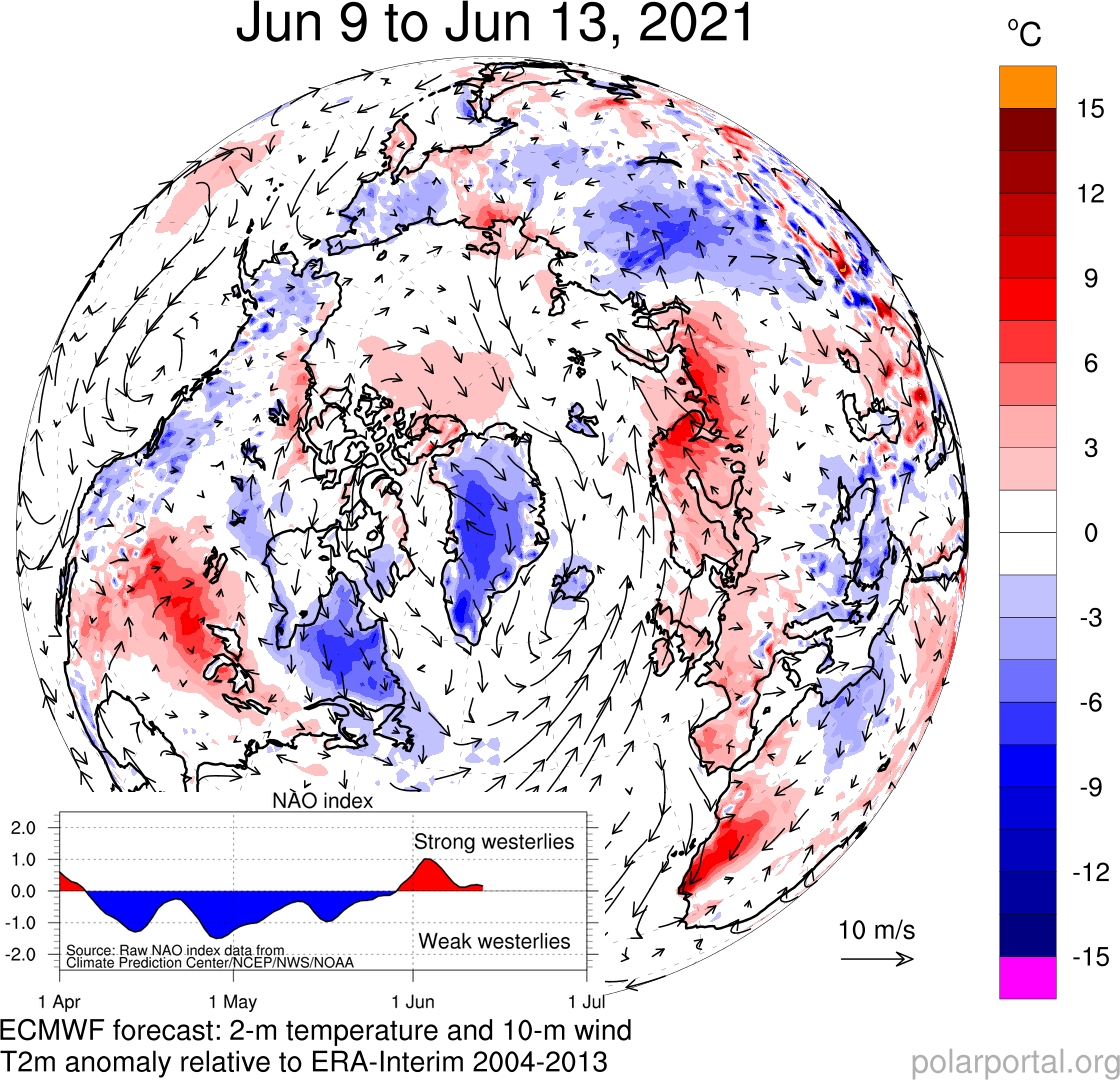 Jun 9 to Jun 13, 2021
oC
15
12
9
6
3
0
-3
-6
-9
-12
-15
10 m/s
NAO index
2.0
1.0
0.0
-1.0
-2.0
Strong westerlies
Weak westerlies
Source: Raw NAO index data from
Climate Prediction Center/NCEP/NWS/NOAA
1 Apr 1 May 1 Jun 1 Jul
ECMWF forecast: 2-m temperature and 10-m wind
T2m anomaly relative to ERA-Interim 2004-2013
polarportal.org